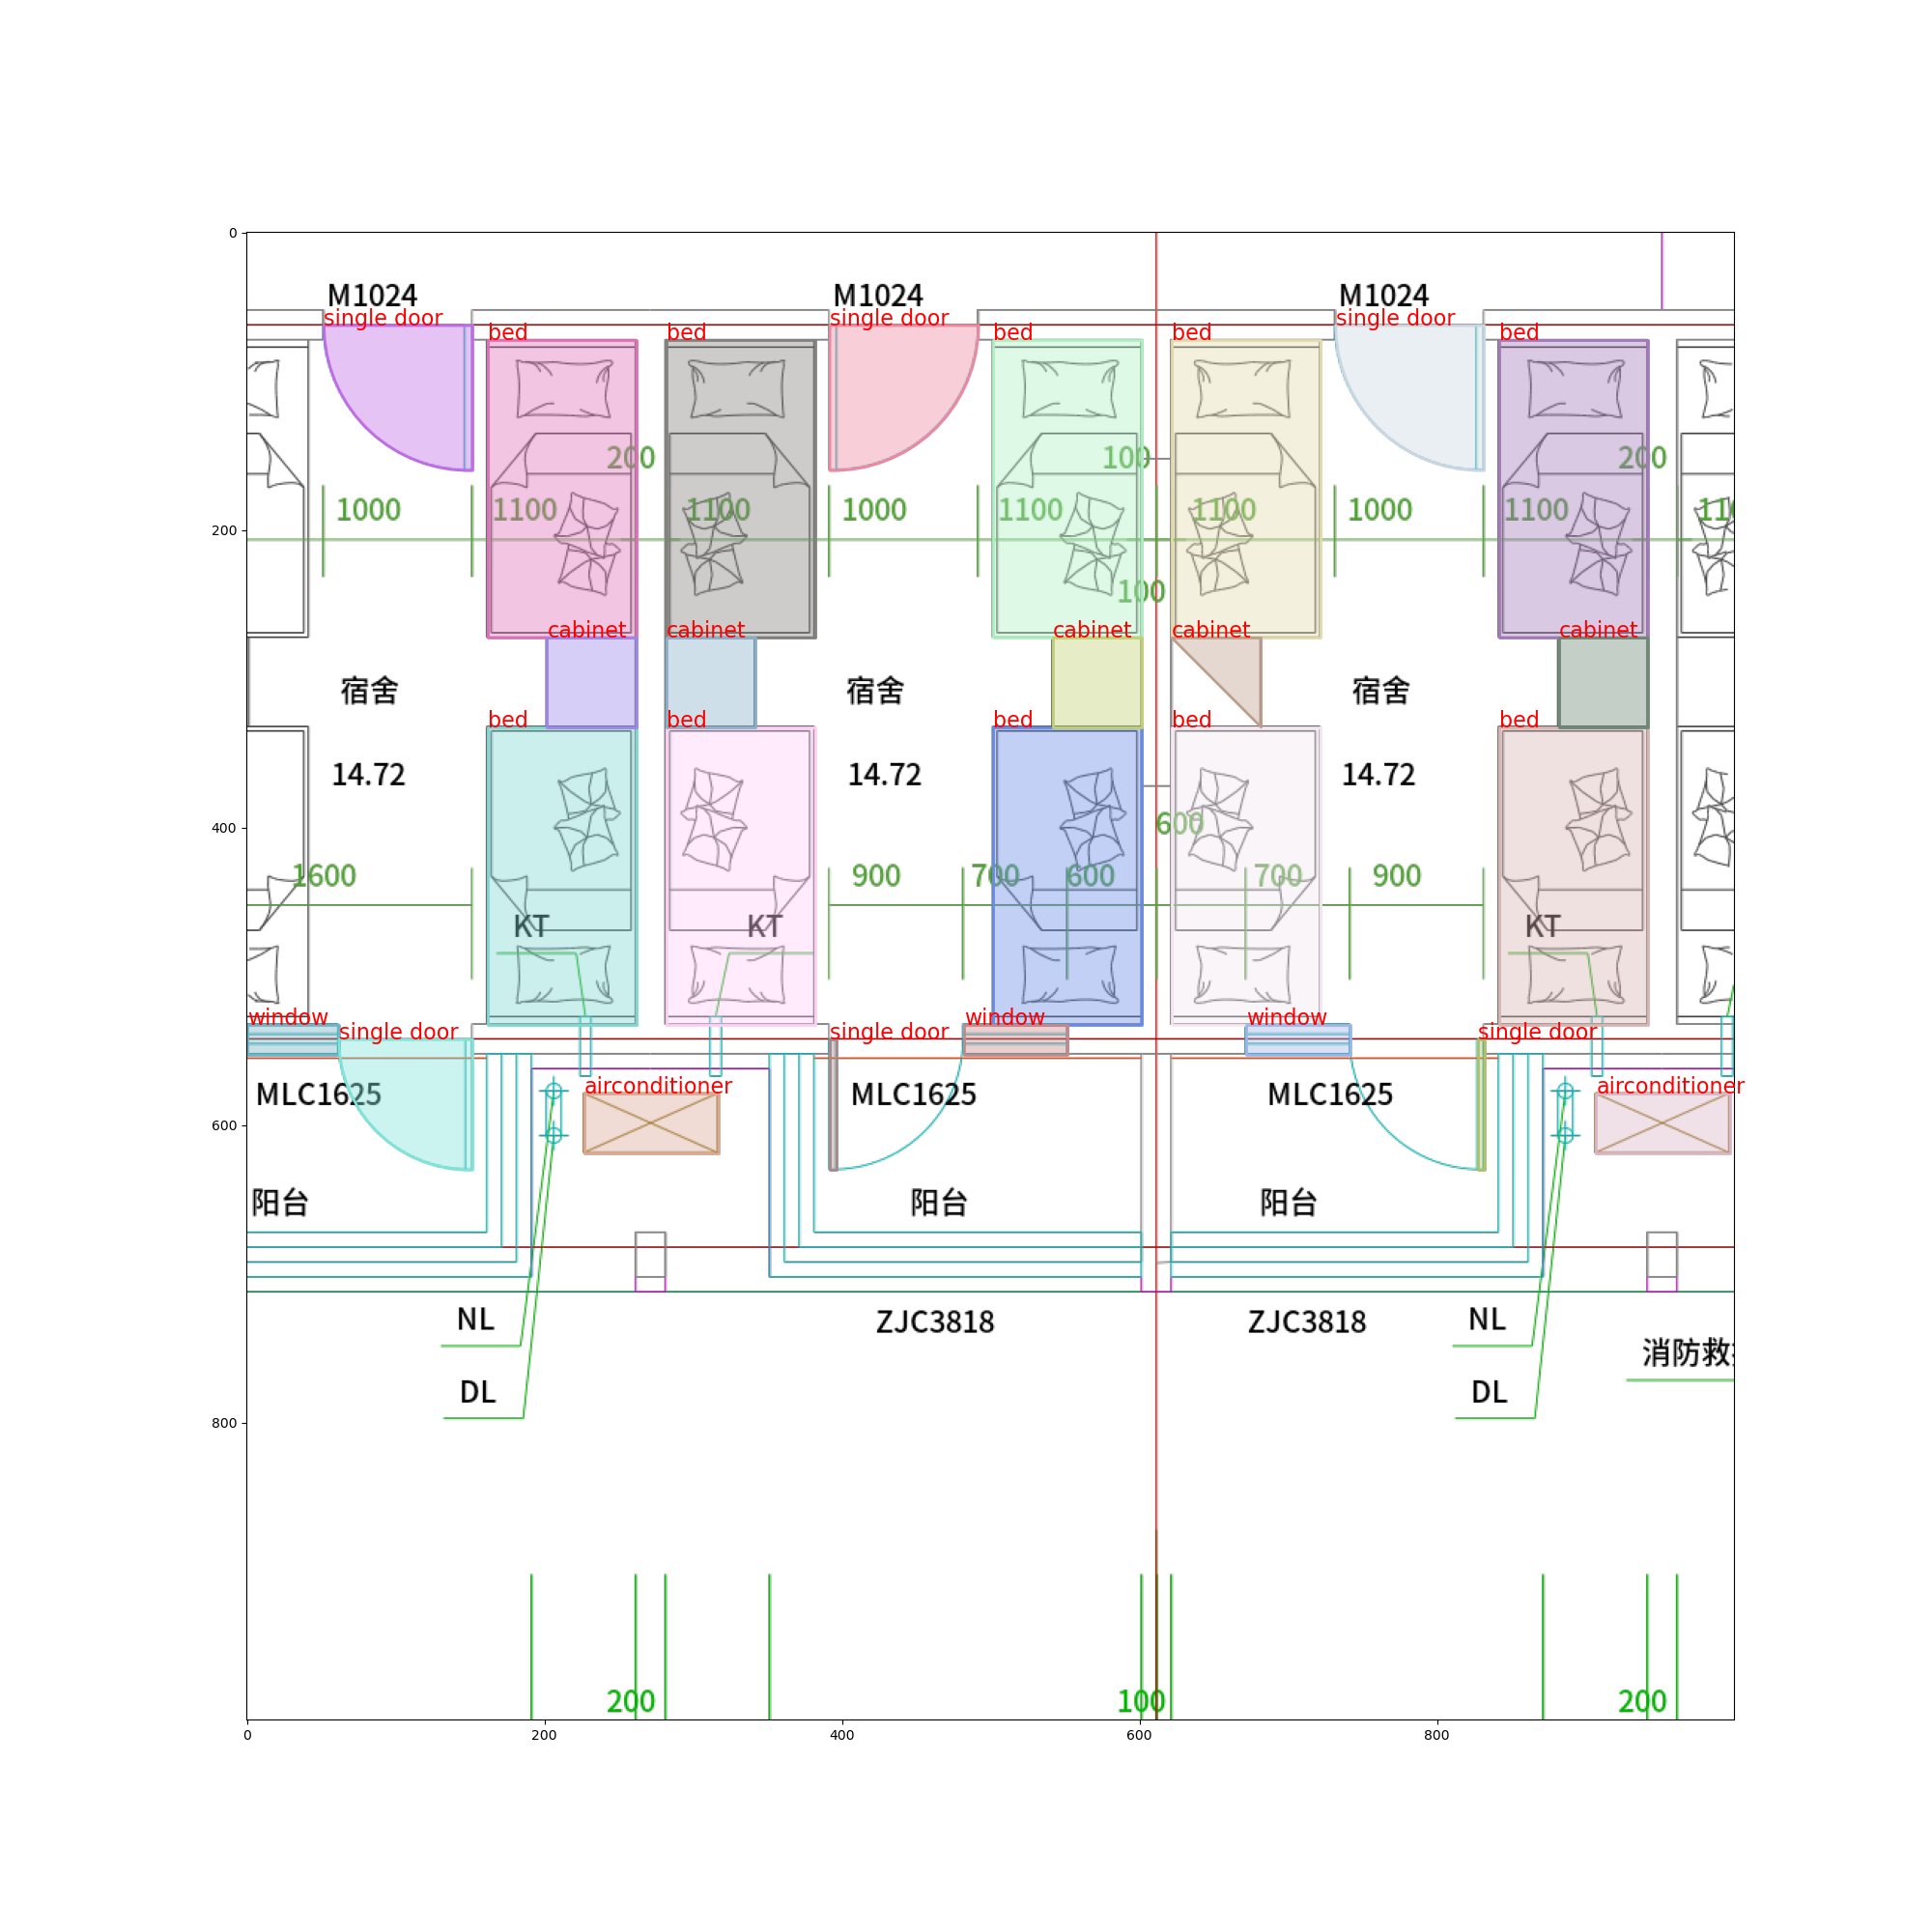 0
M1024 M1024 M1024
single door single door single door
bed bed bed bed bed
200 100 200
1000 1100 1100 1000 1100 1100 1000 1100
200
100
cabinet cabinet cabinet cabinet cabinet
宿舍 宿舍 宿舍
bed bed bed bed bed
14.72 14.72 14.72
400 600
1600 900 700 600 700 900
KT KT KT
window single door single door window window single door
MLC1625 airconditioner MLC1625 MLC1625 airconditioner
600
阳台 阳台 阳台
NL ZJC3818 ZJC3818 NL
消防救
DL DL
800
200 100 200
0 200 400 600 800